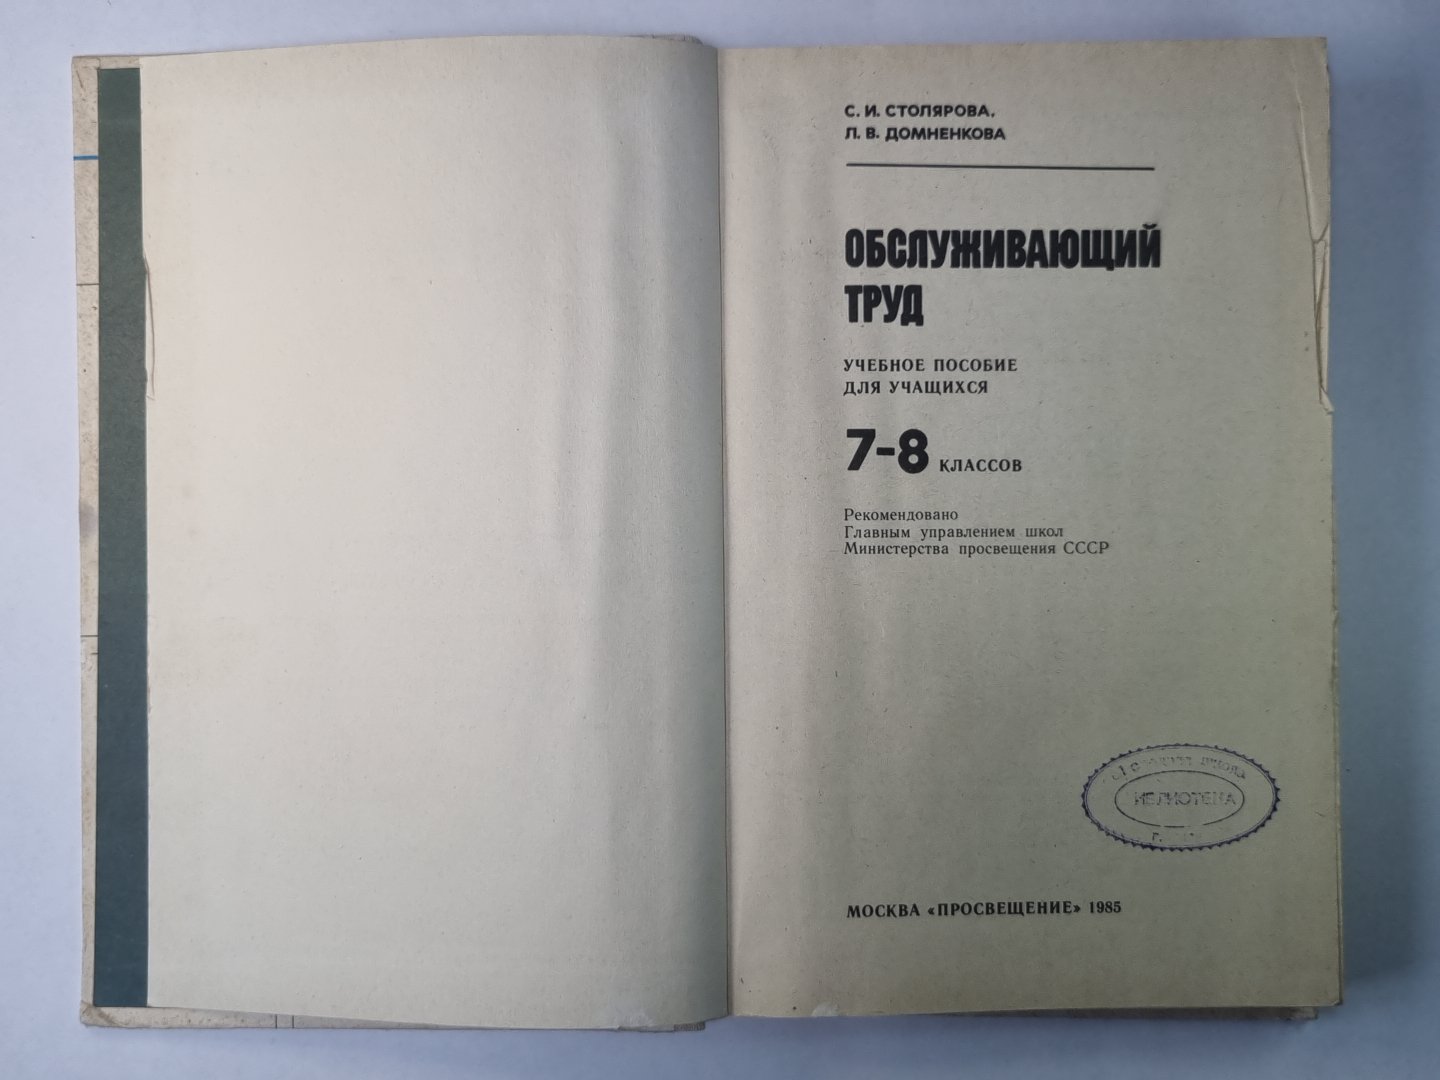 С. И. СТОЛЯРОВА,
Л. В. ДОМНЕНКОВА
ОБСЛУЖИВАЮЩИЙ
ТРУД
УЧЕБНОЕ ПОСОБИЕ
ДЛЯ УЧАЩИХСЯ
7-8 КЛАССОВ
Рекомендовано
Главным управлением школ
Министерства просвещения СССР
БИБЛИОТЕКА
МОСКВА «ПРОСВЕЩЕНИЕ» 1985